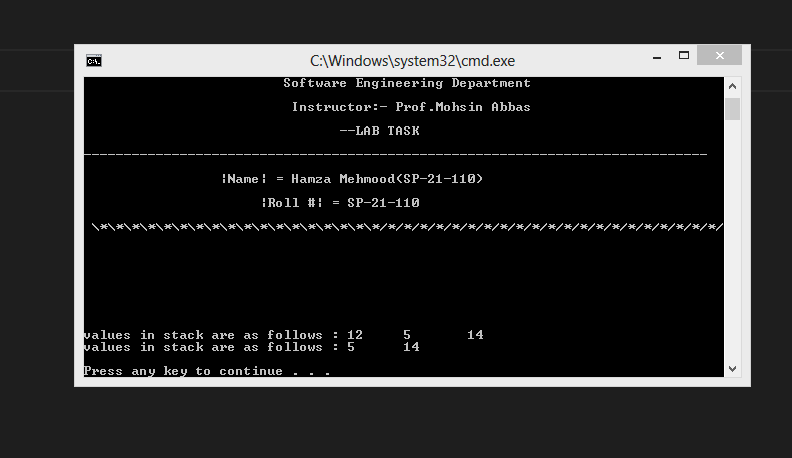 C:\Windows\system32\cmd.exe
Software Engineering Department
Instructor:- Prof.Mohsin Abbas
--LAB TASK
------------------------------------------------------------------------------
|Name| = Hamza Mehmood(SP-21-110)
|Roll #| = SP-21-110
\*\*\*\*\*\*\*\*\*\*\*\*\*\*\*\*\*\*\*/*/*/*/*/*/*/*/*/*/*/*/*/*/*/*/*/*/*/*/*/
values in stack are as follows : 12 5 14
values in stack are as follows : 5 14
Press any key to continue . . .